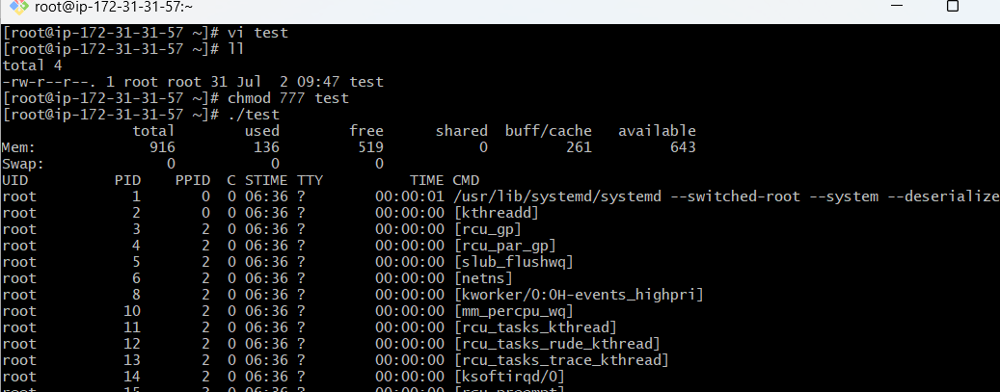 root@ip-172-31-31-57:~
[root@ip-172-31-31-57 ~]# vi test
[root@ip-172-31-31-57 ~]# ll
total 4
-rw-r--r--. 1 root root 31 Jul  2 09:47 test
[root@ip-172-31-31-57 ~]# chmod 777 test
[root@ip-172-31-31-57 ~]# ./test
               total        used        free      shared  buff/cache   available
Mem:             916         136         519           0         261         643
Swap:              0           0           0
UID          PID    PPID  C STIME TTY          TIME CMD
root           1       0  0 06:36 ?        00:00:01 /usr/lib/systemd/systemd --switched-root --system --deserialize
root           2       0  0 06:36 ?        00:00:00 [kthreadd]
root           3       2  0 06:36 ?        00:00:00 [rcu_gp]
root           4       2  0 06:36 ?        00:00:00 [rcu_par_gp]
root           5       2  0 06:36 ?        00:00:00 [slub_flushwq]
root           6       2  0 06:36 ?        00:00:00 [netns]
root           8       2  0 06:36 ?        00:00:00 [kworker/0:0H-events_highpri]
root          10       2  0 06:36 ?        00:00:00 [mm_percpu_wq]
root          11       2  0 06:36 ?        00:00:00 [rcu_tasks_kthread]
root          12       2  0 06:36 ?        00:00:00 [rcu_tasks_rude_kthread]
root          13       2  0 06:36 ?        00:00:00 [rcu_tasks_trace_kthread]
root          14       2  0 06:36 ?        00:00:00 [ksoftirqd/0]
root          15       2  0 06:36 ?        00:00:00 [rcu_preempt]